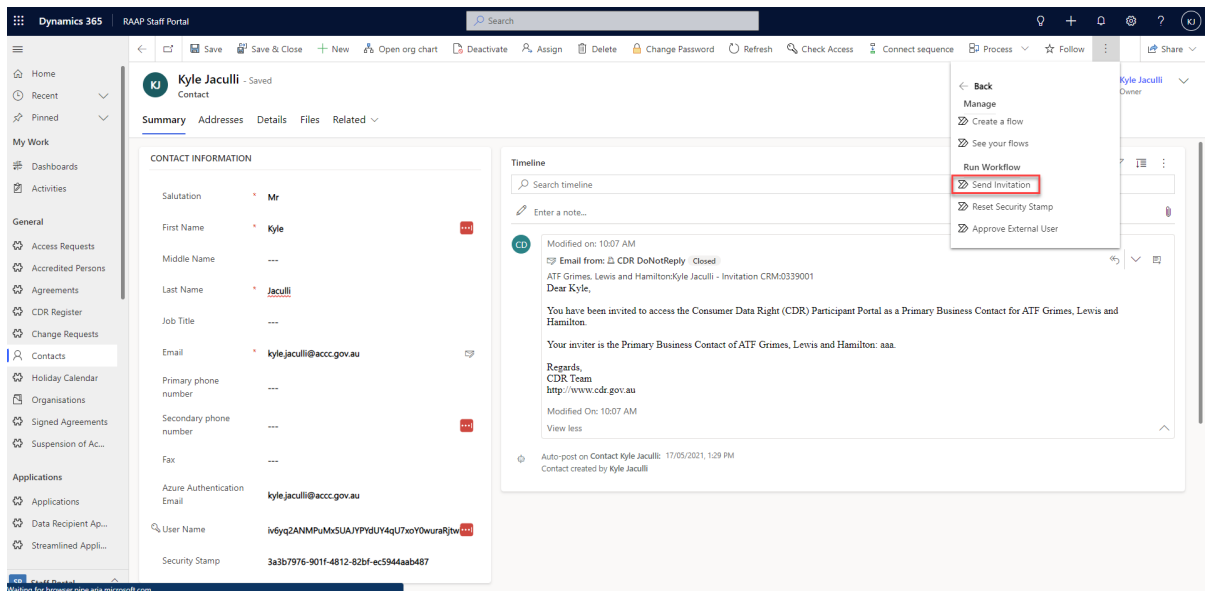 Dynamics 365 RAAP Staff Portal Search KJ
Save Save & Close New Open org chart Deactivate Assign Delete Change Password Refresh Check Access Connect sequence Process Follow Share
Home
Recent
Pinned
My Work
Dashboards
Activities
General
Access Requests
Accredited Persons
Agreements
CDR Register
Change Requests
Contacts
Holiday Calendar
Organisations
Signed Agreements
Suspension of Ac...
Applications
Applications
Data Recipient Ap...
Streamlined Appli...
SP Staff Portal
Waiting for browser.pipe.aria.microsoft.com...
KJ
Kyle Jaculli - Saved
Contact
Kyle Jaculli
Owner
Summary Addresses Details Files Related
CONTACT INFORMATION
Salutation * Mr
First Name * Kyle
Middle Name ---
Last Name * Jaculli
Job Title ---
Email * kyle.jaculli@accc.gov.au
Primary phone
number ---
Secondary phone
number ---
Fax ---
Azure Authentication
Email kyle.jaculli@accc.gov.au
User Name iv6yq2ANMPuMx5UAJYPYdUY4qU7xoY0wuraRjtw
Security Stamp 3a3b7976-901f-4812-82bf-ec5944aab487
Back
Manage
Create a flow
See your flows
Run Workflow
Send Invitation
Reset Security Stamp
Approve External User
Timeline
Search timeline
Enter a note...
CD
Modified on: 10:07 AM
Email from: CDR DoNotReply Closed
ATF Grimes, Lewis and Hamilton:Kyle Jaculli - Invitation CRM:0339001
Dear Kyle,
You have been invited to access the Consumer Data Right (CDR) Participant Portal as a Primary Business Contact for ATF Grimes, Lewis and
Hamilton.
Your inviter is the Primary Business Contact of ATF Grimes, Lewis and Hamilton: aaa.
Regards,
CDR Team
http://www.cdr.gov.au
Modified On: 10:07 AM
View less
Auto-post on Contact Kyle Jaculli: 17/05/2021, 1:29 PM
Contact created by Kyle Jaculli